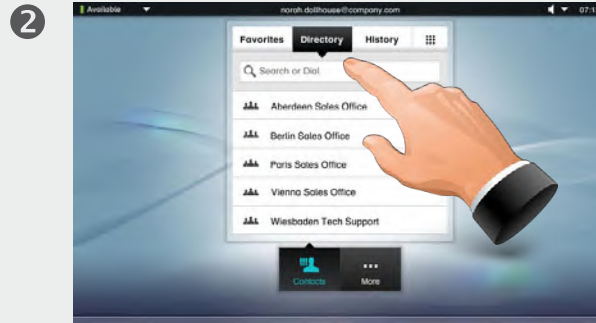 2
Available norah.dollhouse@company.com 07:1
Favorites Directory History
Search or Dial
Aberdeen Sales Office
Berlin Sales Office
Paris Sales Office
Vienna Sales Office
Wiesbaden Tech Support
Contacts More